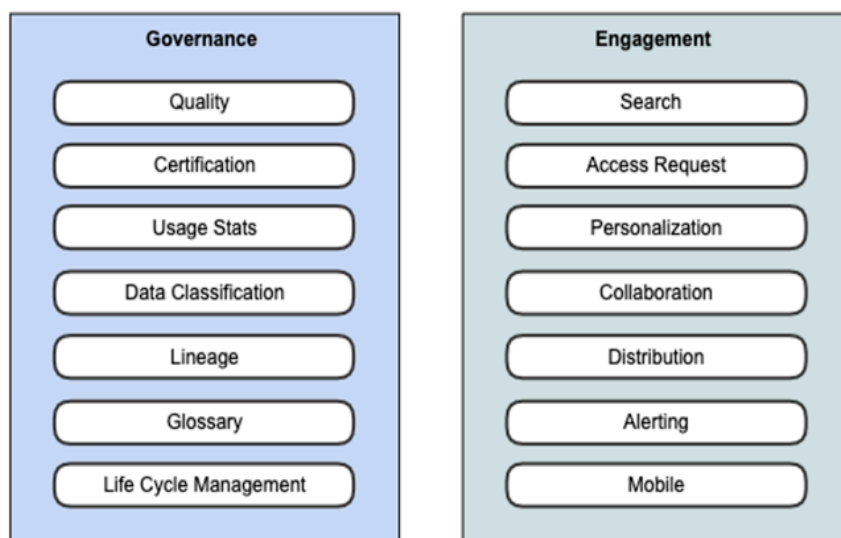 Governance
Quality
Certification
Usage Stats
Data Classification
Lineage
Glossary
Life Cycle Management
Engagement
Search
Access Request
Personalization
Collaboration
Distribution
Alerting
Mobile